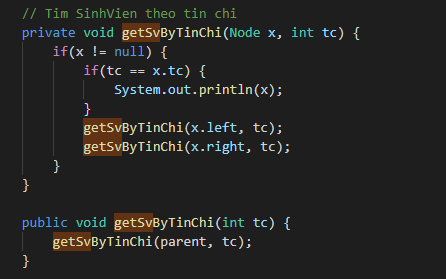 // Tim SinhVien theo tin chi
private void getSvByTinChi(Node x, int tc) {
if(x != null) {
if(tc == x.tc) {
System.out.println(x);
}
getSvByTinChi(x.left, tc);
getSvByTinChi(x.right, tc);
}
}
public void getSvByTinChi(int tc) {
getSvByTinChi(parent, tc);
}